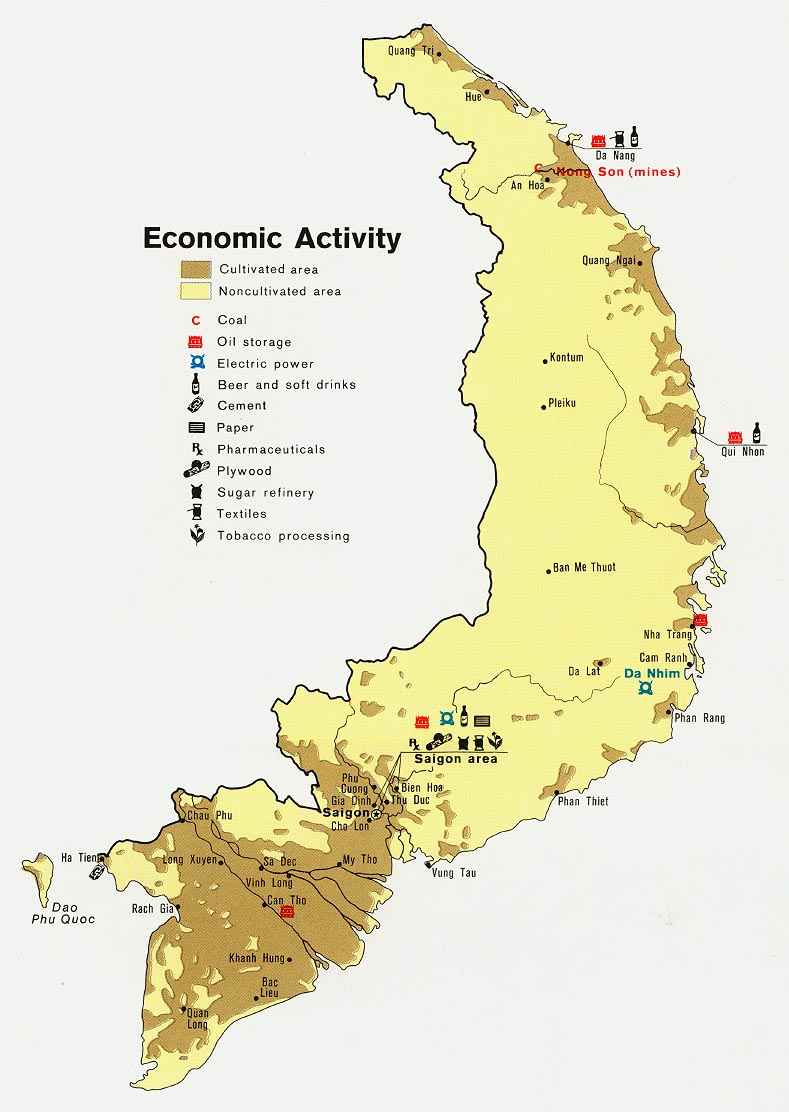 Quang Tri
Hue
Da Nang
C Nong Son (mines)
An Hoa
Economic Activity
Cultivated area
Noncultivated area
C Coal
Oil storage
Electric power
Beer and soft drinks
Cement
Paper
Rx Pharmaceuticals
Plywood
Sugar refinery
Textiles
Tobacco processing
Quang Ngai
Kontum
Pleiku
Qui Nhon
Ban Me Thuot
Nha Trang
Cam Ranh
Da Lat
Da Nhim
Phan Rang
Rx
Saigon area
Phu
Cuong
Bien Hoa
Gia Dinh
Thu Duc
Phan Thiet
Saigon
Cho Lon
Chau Phu
Ha Tien
Long Xuyen
Sa Dec
My Tho
Vung Tau
Vinh Long
Can Tho
Dao
Phu Quoc
Rach Gia
Khanh Hung
Bac
Lieu
Quan
Long